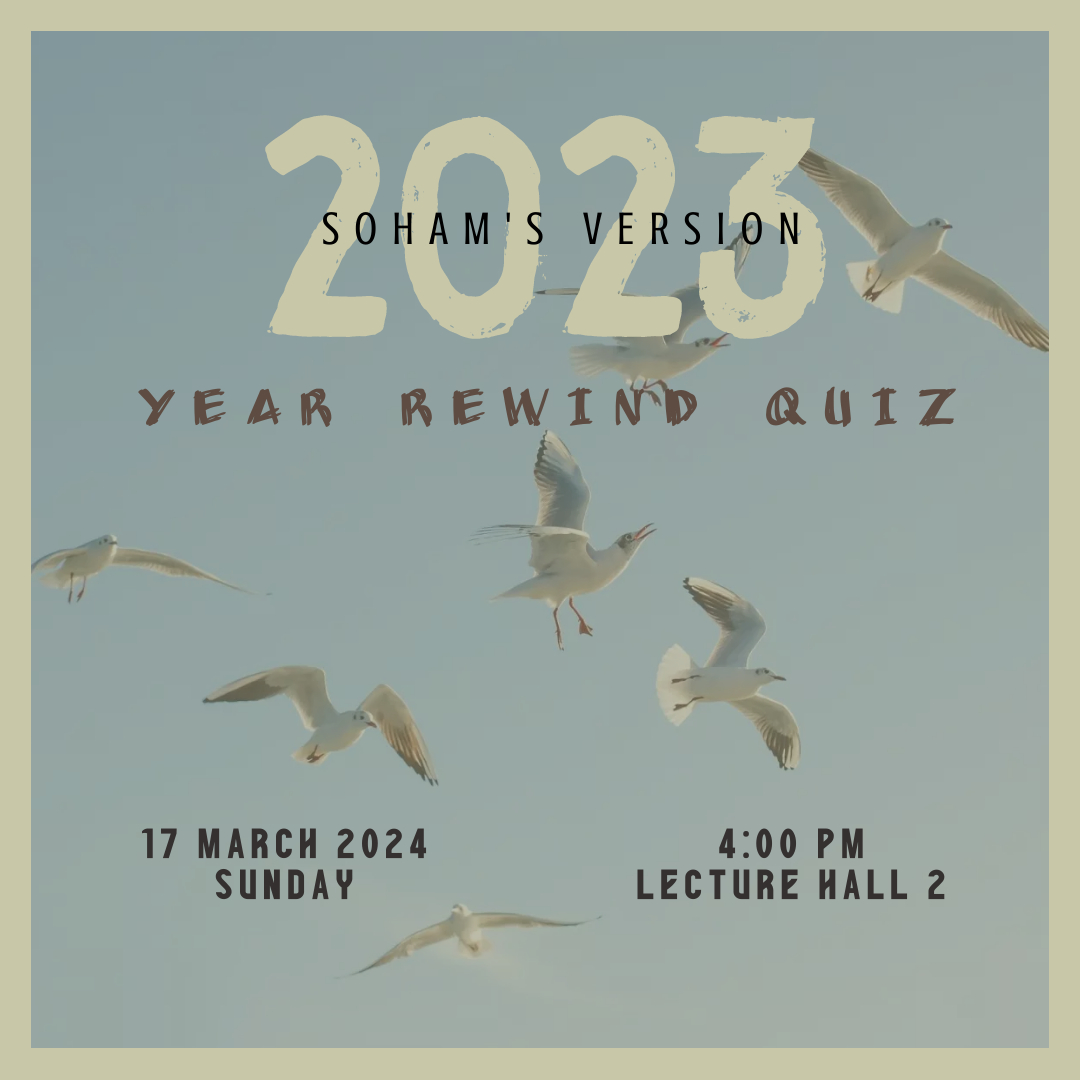 2023
SOHAM'S VERSION
YEAR REWIND QUIZ
17 MARCH 2024
SUNDAY
4:00 PM
LECTURE HALL 2